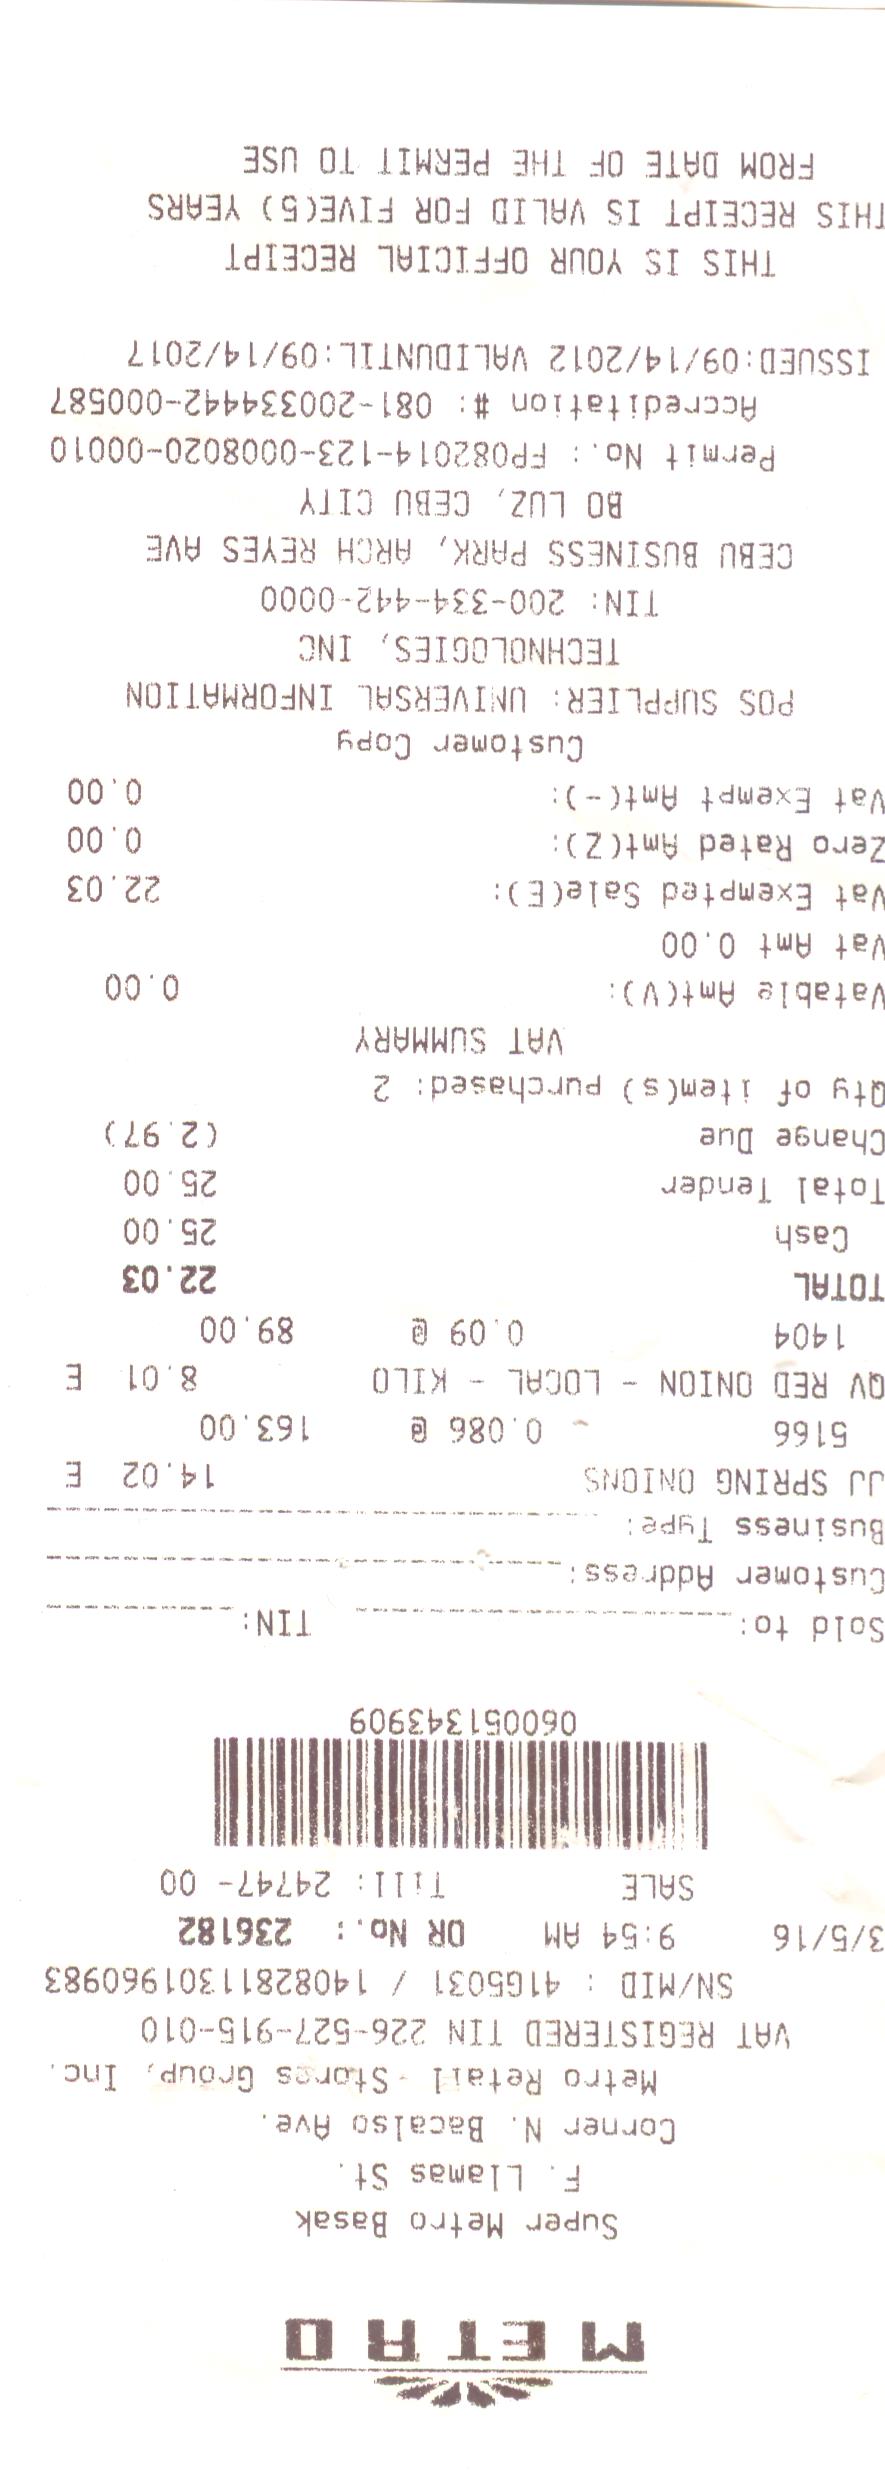 METRO
Super Metro Basak
F. Llamas St.
Corner N. Bacalso Ave.
Metro Retail Stores Group, Inc.
VAT REGISTERED TIN 226-527-915-010
SN/MID : 41G5031 / 14082811301960983
3/5/16 9:54 AM OR No.: 236182
SALE Till: 24747- 00
060051343909
Sold to: TIN:
Customer Address:
Business Type:
JJ SPRING ONIONS 14.02 E
5166 0.086 @ 163.00
QV RED ONION - LOCAL - KILO 8.01 E
1404 0.09 @ 89.00
TOTAL 22.03
Cash 25.00
Total Tender 25.00
Change Due (2.97)
Qty of item(s) purchased: 2
VAT SUMMARY
Vatable Amt(V): 0.00
Vat Amt 0.00
Vat Exempted Sale(E): 22.03
Zero Rated Amt(Z): 0.00
Vat Exempt Amt(-): 0.00
Customer Copy
POS SUPPLIER: UNIVERSAL INFORMATION
TECHNOLOGIES, INC
TIN: 200-334-442-0000
CEBU BUSINESS PARK, ARCH REYES AVE
BO LUZ, CEBU CITY
Permit No.: FP082014-123-0008020-00010
Accreditation #: 081-200334442-000587
ISSUED:09/14/2012 VALIDUNTIL:09/14/2017
THIS IS YOUR OFFICIAL RECEIPT
THIS RECEIPT IS VALID FOR FIVE(5) YEARS
FROM DATE OF THE PERMIT TO USE